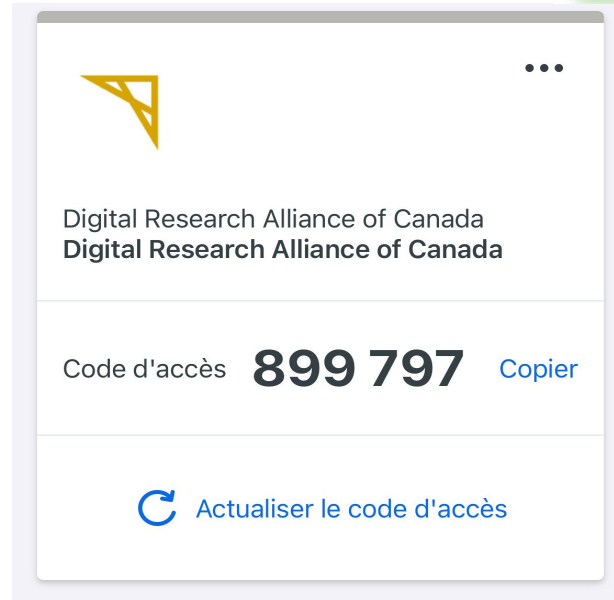 Digital Research Alliance of Canada
Digital Research Alliance of Canada
Code d'accès 899 797 Copier
Actualiser le code d'accès